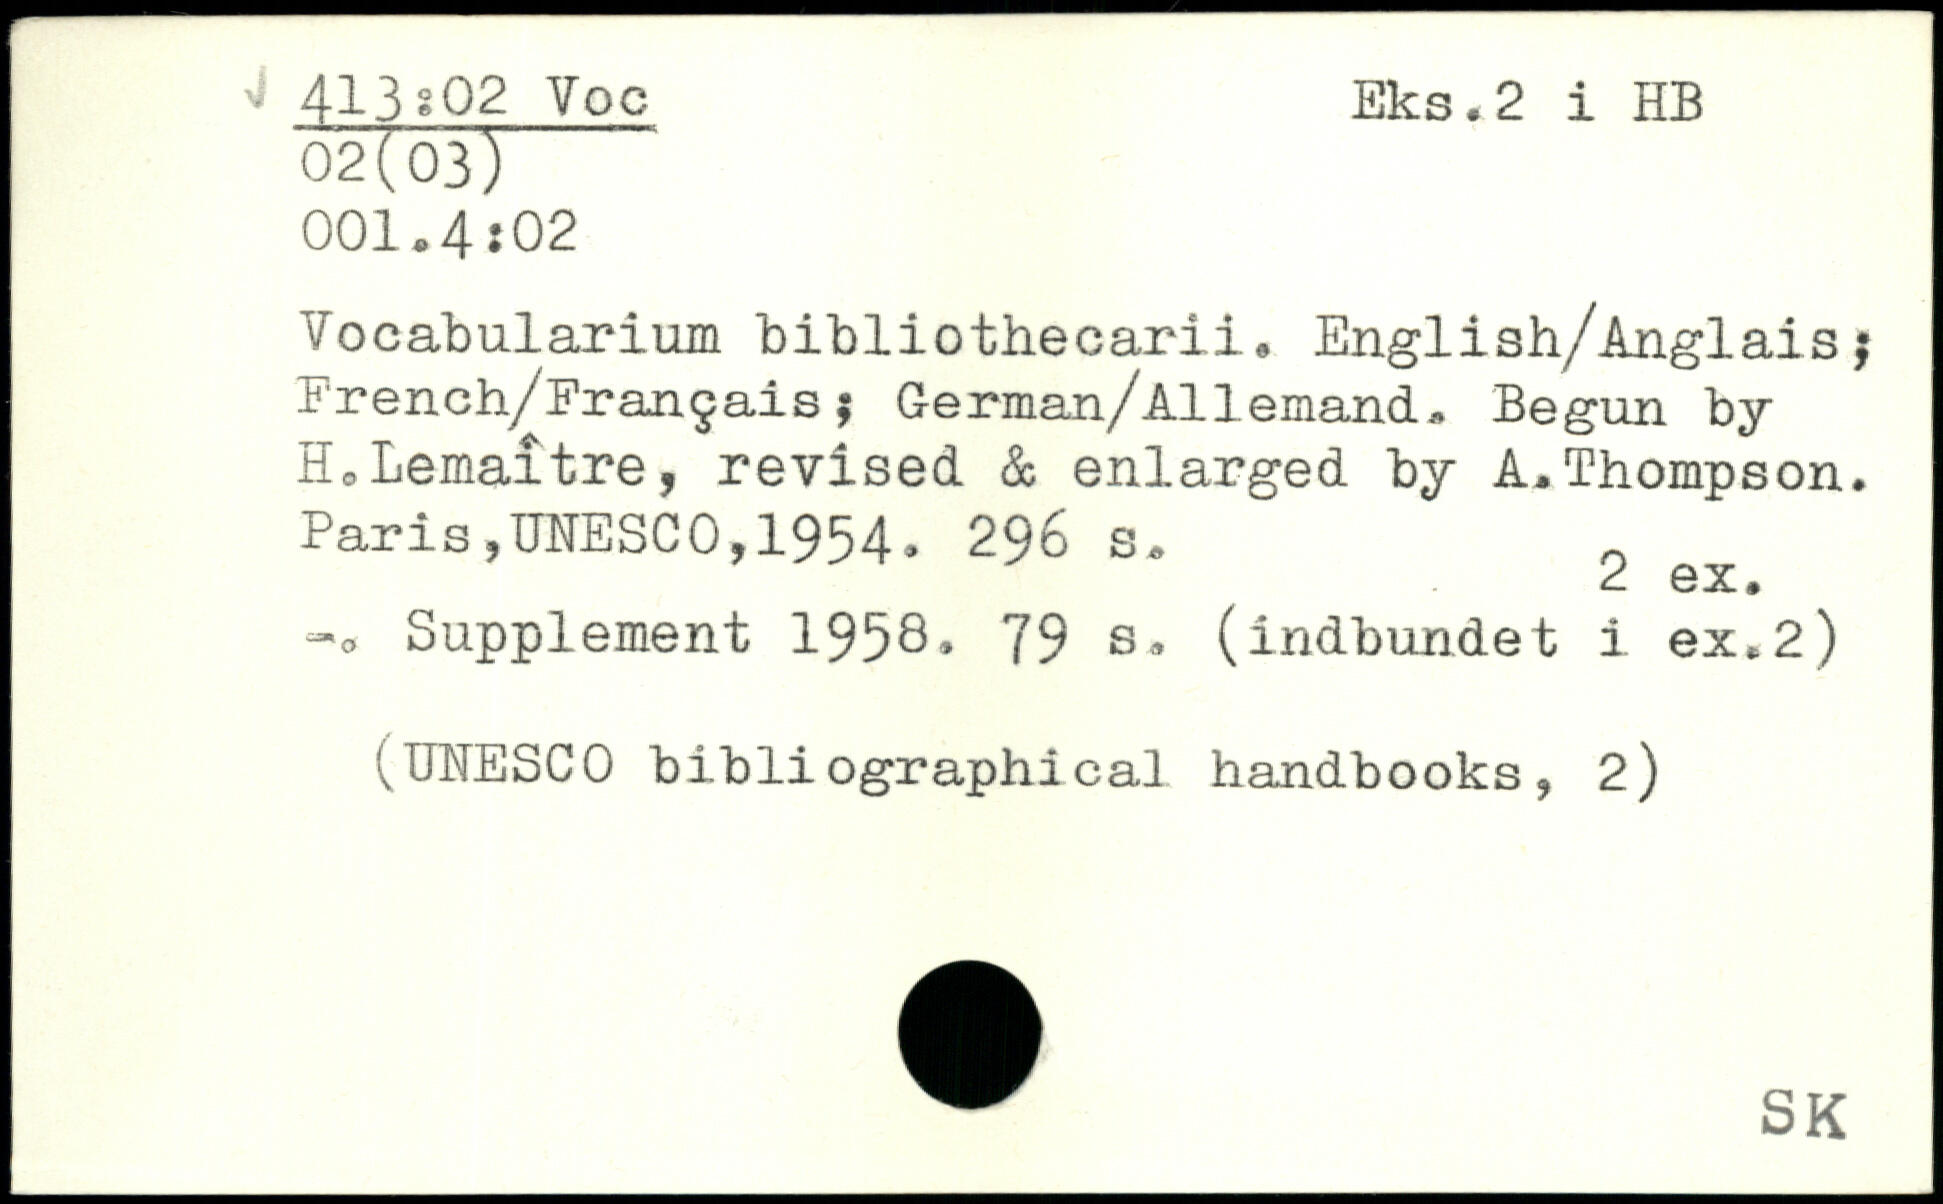 413:02 Voc
Eks.2 i HB
02(03)
001.4:02
Vocabularium bibliothecarii. English/Anglais;
French/Français; German/Allemand. Begun by
H.Lemaître, revised & enlarged by A.Thompson.
Paris,UNESCO,1954. 296 s.
2 ex.
-. Supplement 1958. 79 s. (indbundet i ex.2)
(UNESCO bibliographical handbooks, 2)
SK